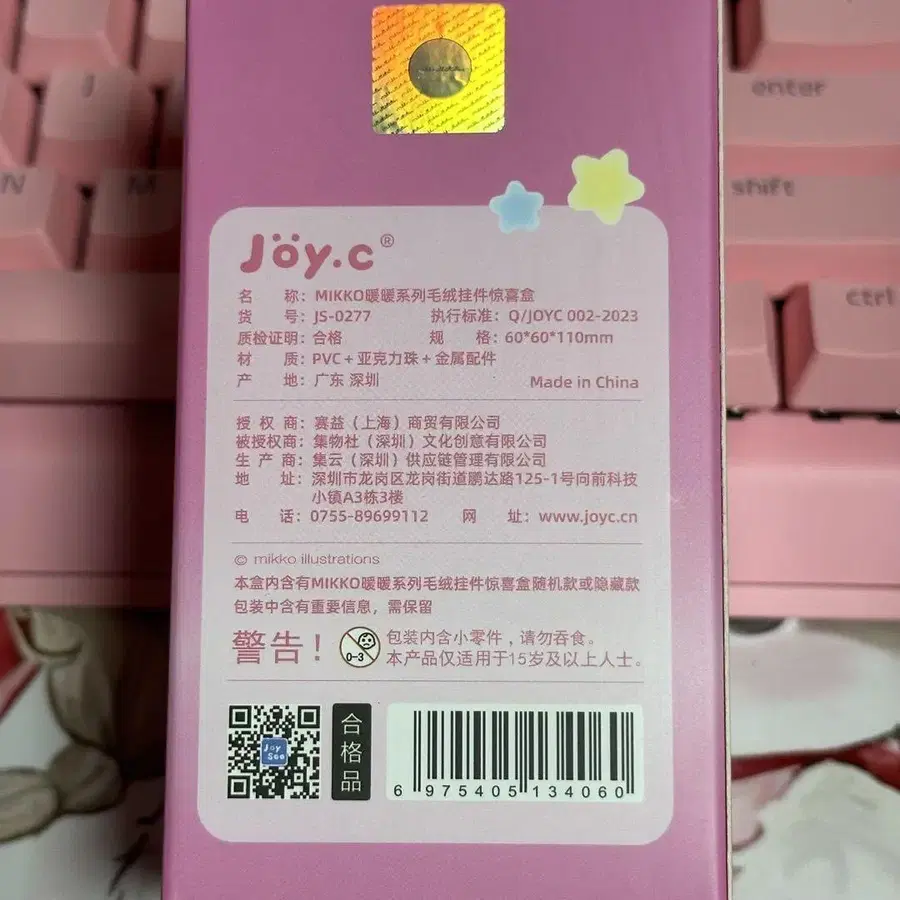 Joy.c®
名 称：MIKKO暖暖系列毛绒挂件惊喜盒
货 号：JS-0277 执行标准：Q/JOYC 002-2023
质检证明：合格 规 格：60*60*110mm
材 质：PVC+亚克力珠+金属配件
产 地：广东 深圳 Made in China
授 权 商：赛益（上海）商贸有限公司
被授权商：集物社（深圳）文化创意有限公司
生 产 商：集云（深圳）供应链管理有限公司
地 址：深圳市龙岗区龙岗街道鹏达路125-1号向前科技
小镇A3栋3楼
电 话：0755-89699112 网 址：www.joyc.cn
© mikko illustrations
本盒内含有MIKKO暖暖系列毛绒挂件惊喜盒随机款或隐藏款
包装中含有重要信息，需保留
警告！ 0-3 包装内含小零件，请勿吞食。
本产品仅适用于15岁及以上人士。
Joy
Soo
合格品
6 975405 134060
J
N
M
enter
shift
ctrl